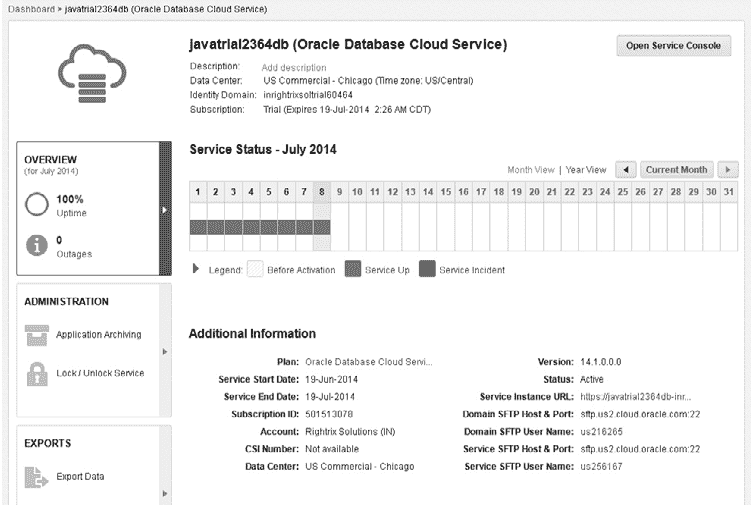 Dashboard > javatrial2364db (Oracle Database Cloud Service)
javatrial2364db (Oracle Database Cloud Service)
Open Service Console
Description: Add description
Data Center: US Commercial - Chicago (Time zone: US/Central)
Identity Domain: inrightrixsoltrial60464
Subscription: Trial (Expires 19-Jul-2014 2:26 AM CDT)
OVERVIEW
(for July 2014)
100%
Uptime
0
Outages
Service Status - July 2014
Month View | Year View
Current Month
1 2 3 4 5 6 7 8 9 10 11 12 13 14 15 16 17 18 19 20 21 22 23 24 25 26 27 28 29 30 31
Legend: Before Activation Service Up Service Incident
ADMINISTRATION
Application Archiving
Lock / Unlock Service
EXPORTS
Export Data
Additional Information
Plan: Oracle Database Cloud Servi...
Service Start Date: 19-Jun-2014
Service End Date: 19-Jul-2014
Subscription ID: 501513078
Account: Rightrix Solutions (IN)
CSI Number: Not available
Data Center: US Commercial - Chicago
Version: 14.1.0.0.0
Status: Active
Service Instance URL: https://javatrial2364db-inr...
Domain SFTP Host & Port: sftp.us2.cloud.oracle.com:22
Domain SFTP User Name: us216265
Service SFTP Host & Port: sftp.us2.cloud.oracle.com:22
Service SFTP User Name: us256167